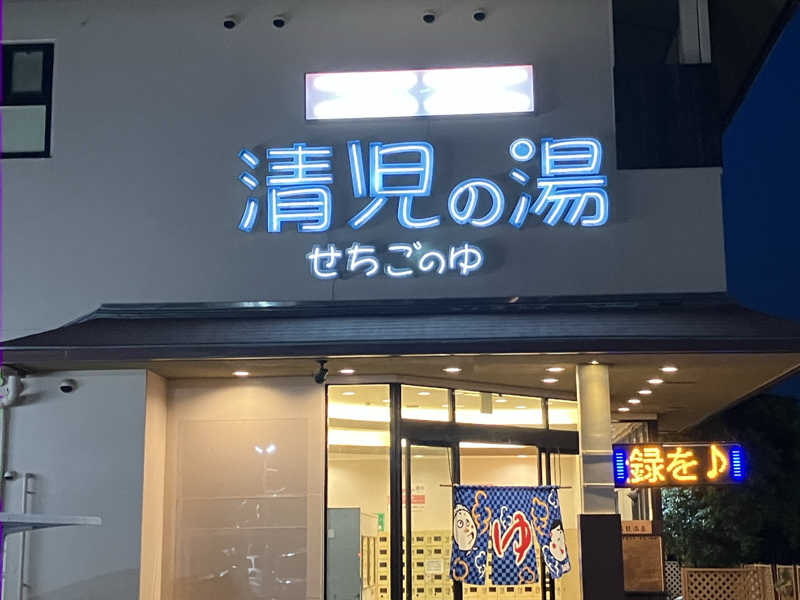 清児の湯
せちごのゆ
録を♪
ゆ